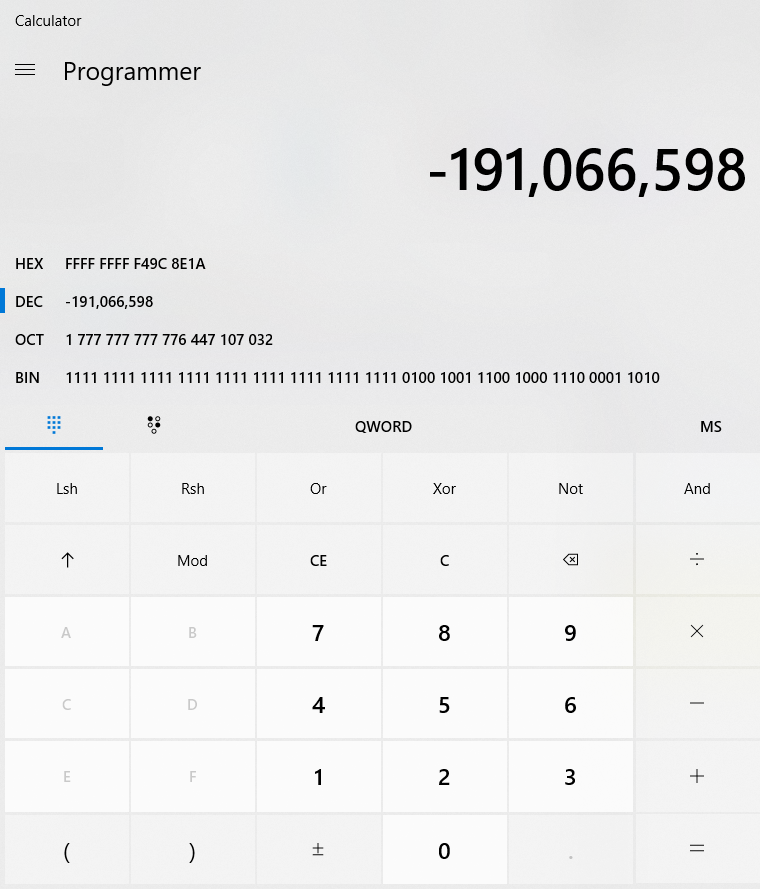 Calculator
Programmer
-191,066,598
HEX FFFF FFFF F49C 8E1A
DEC -191,066,598
OCT 1 777 777 777 776 447 107 032
BIN 1111 1111 1111 1111 1111 1111 1111 1111 1111 0100 1001 1100 1000 1110 0001 1010
QWORD MS
Lsh Rsh Or Xor Not And
↑ Mod CE C ⌫ ÷
A B 7 8 9 ×
C D 4 5 6 −
E F 1 2 3 +
( ) ± 0 . =